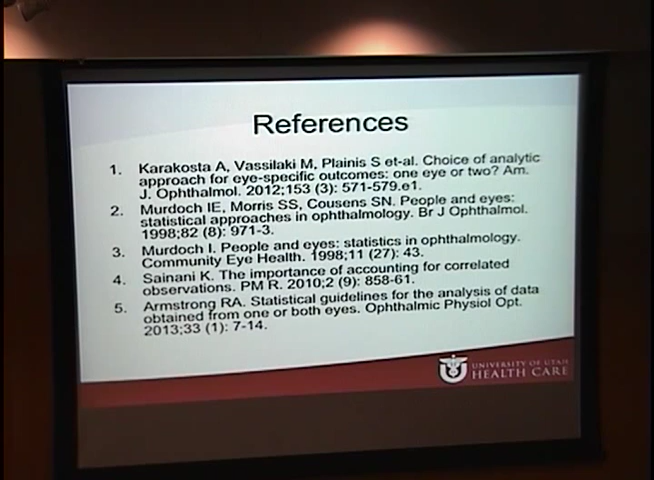 References
1. Karakosta A, Vassilaki M, Plainis S et-al. Choice of analytic
approach for eye-specific outcomes: one eye or two? Am.
J. Ophthalmol. 2012;153 (3): 571-579.e1.
2. Murdoch IE, Morris SS, Cousens SN. People and eyes:
statistical approaches in ophthalmology. Br J Ophthalmol.
1998;82 (8): 971-3.
3. Murdoch I. People and eyes: statistics in ophthalmology.
Community Eye Health. 1998;11 (27): 43.
4. Sainani K. The importance of accounting for correlated
observations. PM R. 2010;2 (9): 858-61.
5. Armstrong RA. Statistical guidelines for the analysis of data
obtained from one or both eyes. Ophthalmic Physiol Opt.
2013;33 (1): 7-14.
UNIVERSITY OF UTAH
HEALTH CARE